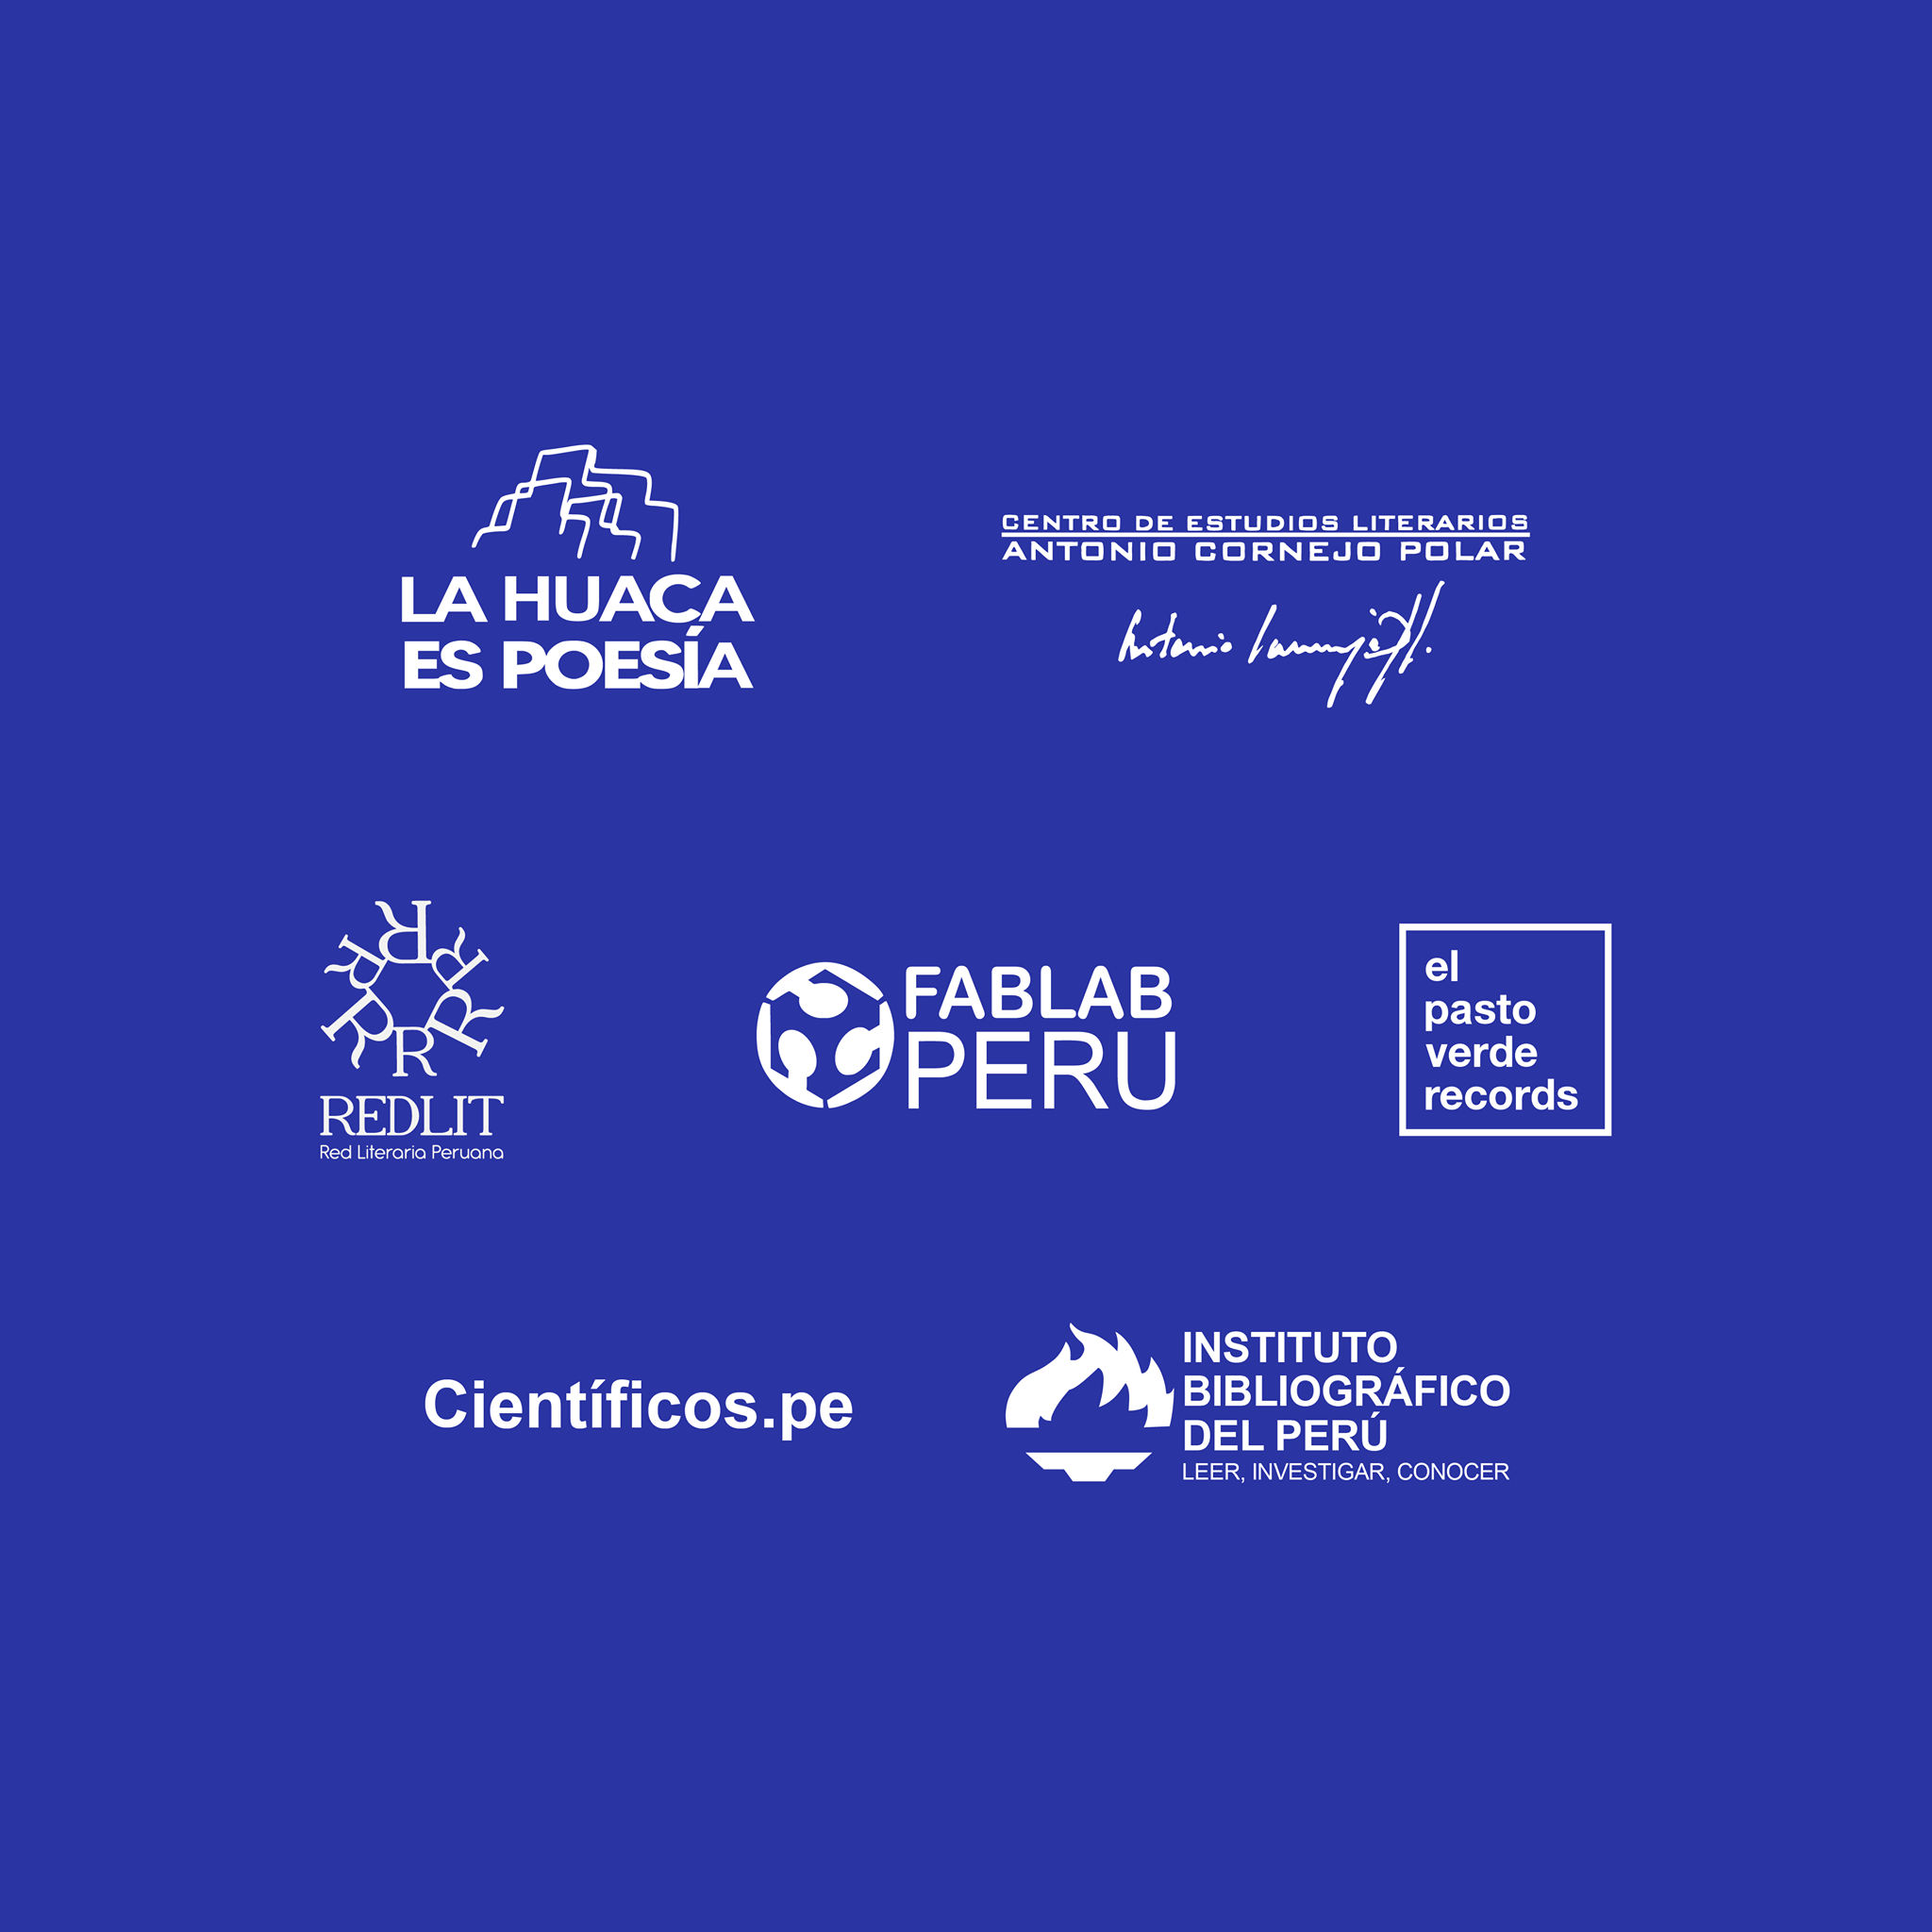 LA HUACA
ES POESÍA
CENTRO DE ESTUDIOS LITERARIOS
ANTONIO CORNEJO POLAR
REDLIT
Red Literaria Peruana
FABLAB
PERU
el
pasto
verde
records
Científicos.pe
INSTITUTO
BIBLIOGRÁFICO
DEL PERÚ
LEER, INVESTIGAR, CONOCER